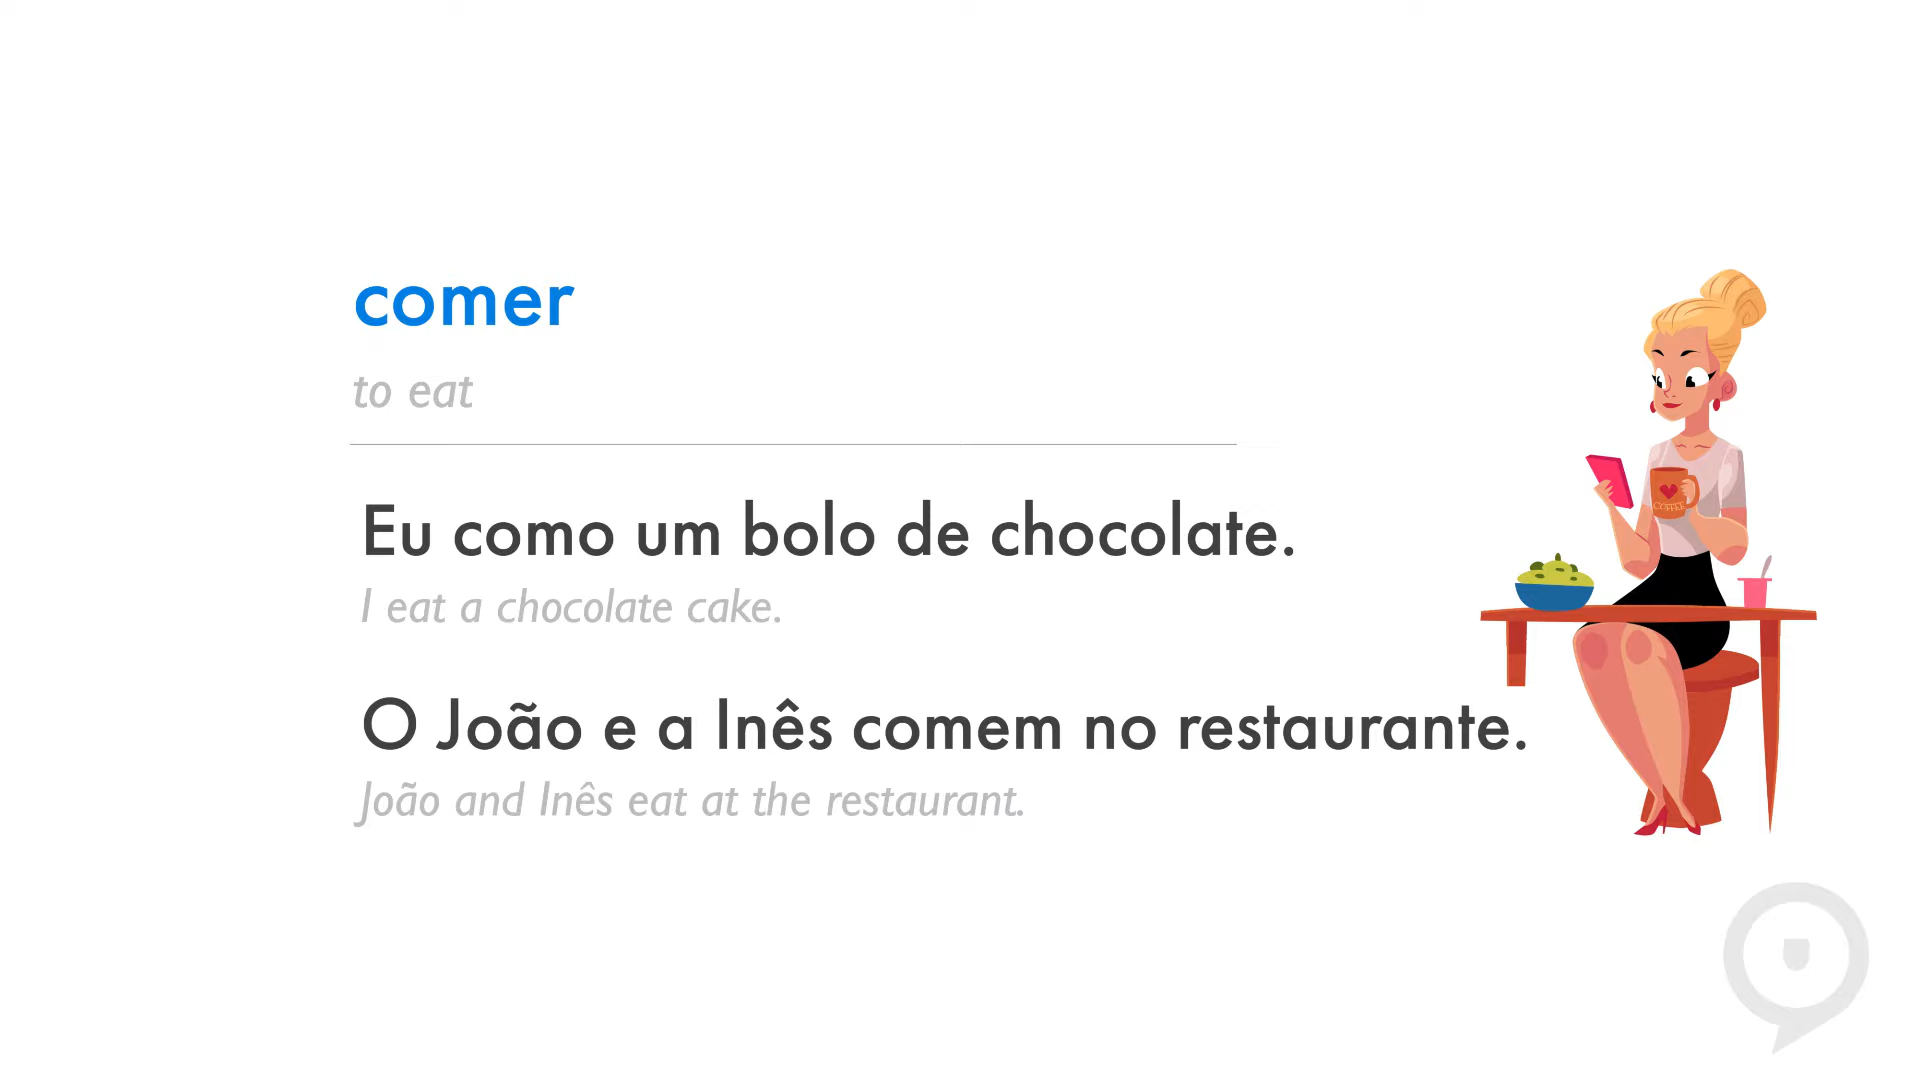 comer
to eat
Eu como um bolo de chocolate.
I eat a chocolate cake.
O João e a Inês comem no restaurante.
João and Inês eat at the restaurant.
COFFEE